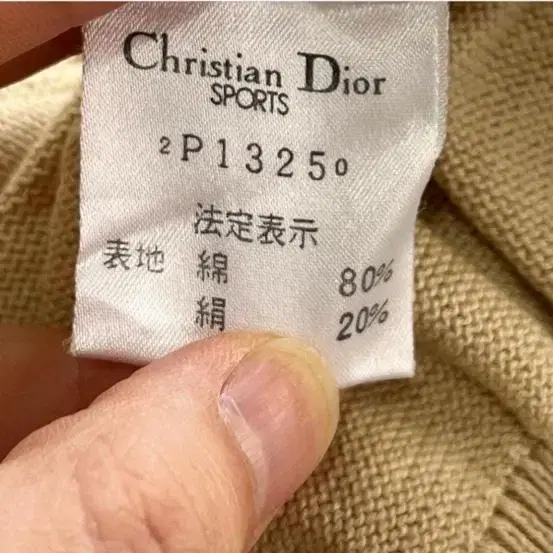 Christian Dior
SPORTS
2P13250
法定表示
表地 綿 80%
絹 20%